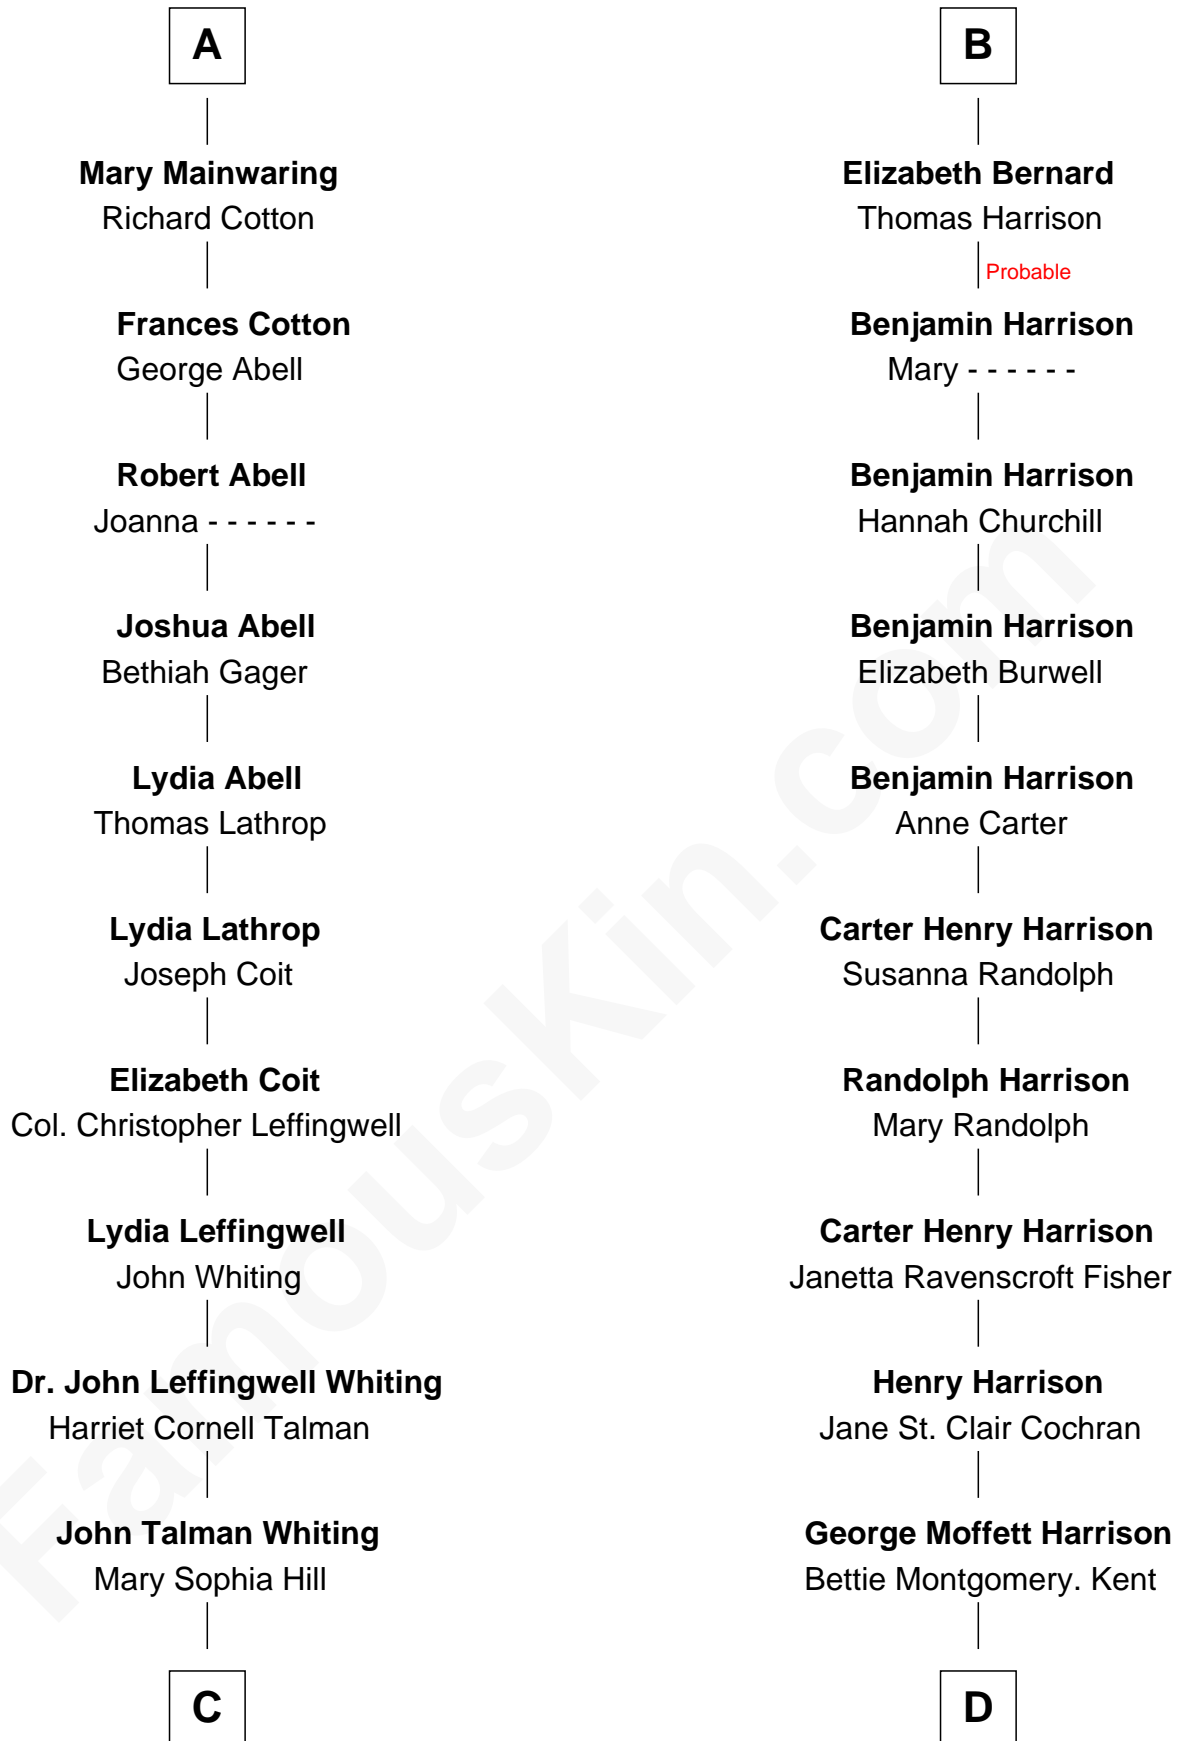 A
Mary Mainwaring
Richard Cotton
Frances Cotton
George Abell
Robert Abell
Joanna - - - - - -
Joshua Abell
Bethiah Gager
Lydia Abell
Thomas Lathrop
Lydia Lathrop
Joseph Coit
Elizabeth Coit
Col. Christopher Leffingwell
Lydia Leffingwell
John Whiting
Dr. John Leffingwell Whiting
Harriet Cornell Talman
John Talman Whiting
Mary Sophia Hill
C
B
Elizabeth Bernard
Thomas Harrison
Probable
Benjamin Harrison
Mary - - - - - -
Benjamin Harrison
Hannah Churchill
Benjamin Harrison
Elizabeth Burwell
Benjamin Harrison
Anne Carter
Carter Henry Harrison
Susanna Randolph
Randolph Harrison
Mary Randolph
Carter Henry Harrison
Janetta Ravenscroft Fisher
Henry Harrison
Jane St. Clair Cochran
George Moffett Harrison
Bettie Montgomery. Kent
D
FamousKin.com